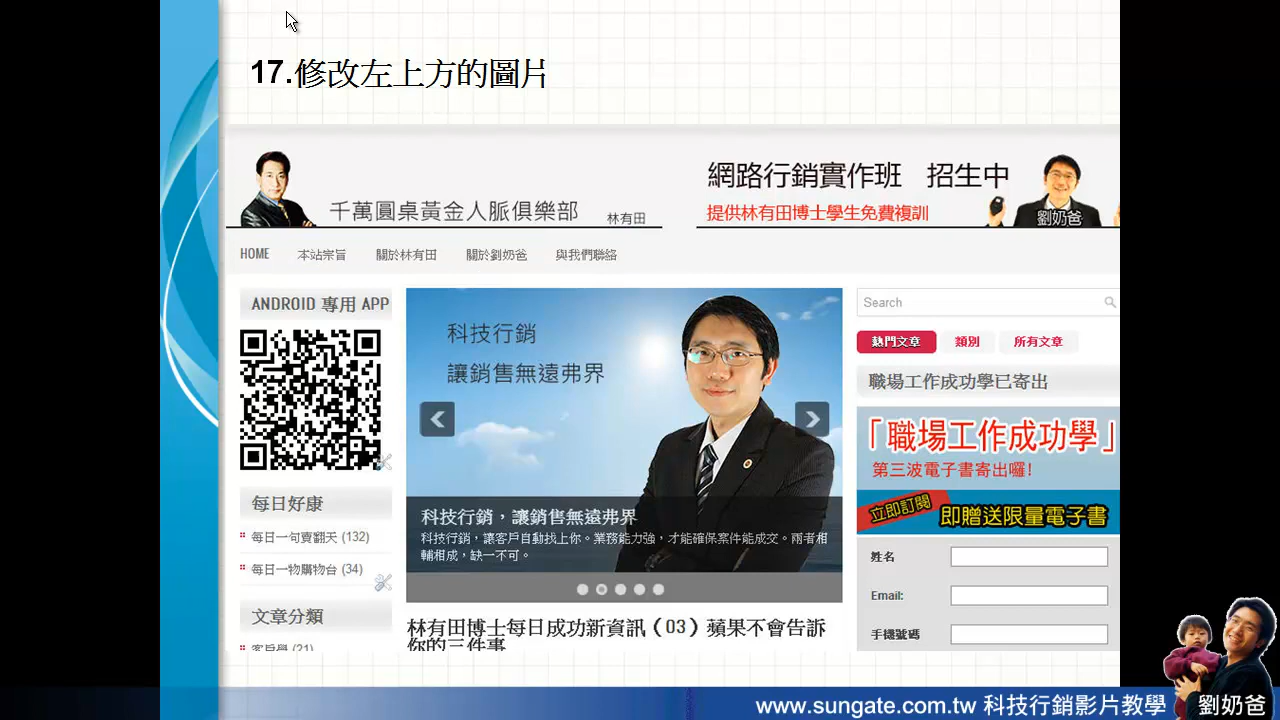 17.修改左上方的圖片
千萬圓桌黃金人脈俱樂部 林有田
網路行銷實作班 招生中
提供林有田博士學生免費複訓
劉奶爸
HOME 本站宗旨 關於林有田 關於劉奶爸 與我們聯絡
ANDROID 專用 APP
每日好康
每日一句賣翻天 (132)
每日一物購物台 (34)
文章分類
客戶學 (21)
科技行銷
讓銷售無遠弗界
科技行銷，讓銷售無遠弗界
科技行銷，讓客戶自動找上你。業務能力強，才能確保案件能成交。兩者相
輔相成，缺一不可。
林有田博士每日成功新資訊（03）蘋果不會告訴
你的三件事
Search
熱門文章 類別 所有文章
職場工作成功學已寄出
「職場工作成功學」
第三波電子書寄出囉!
立即訂閱 即贈送限量電子書
姓名
Email:
手機號碼
www.sungate.com.tw 科技行銷影片教學
劉奶爸